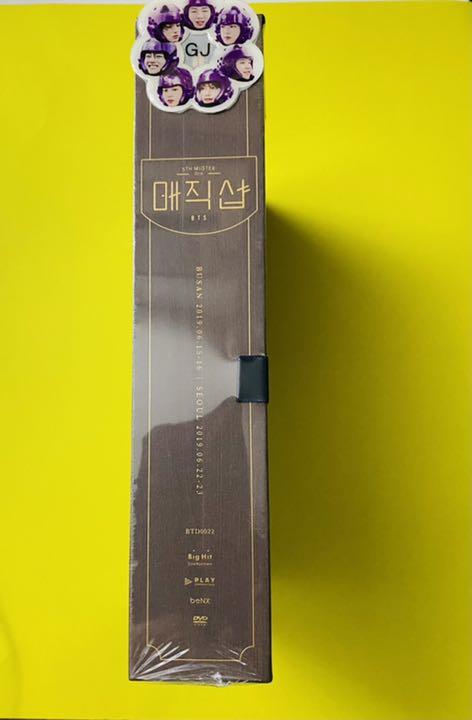 GJ
5TH MUSTER
매직샵
BTS
BUSAN 2019.06.15-16 | SEOUL 2019.06.22-23
BTD0022
Big Hit
Entertainment
PLAY
beNX
DVD